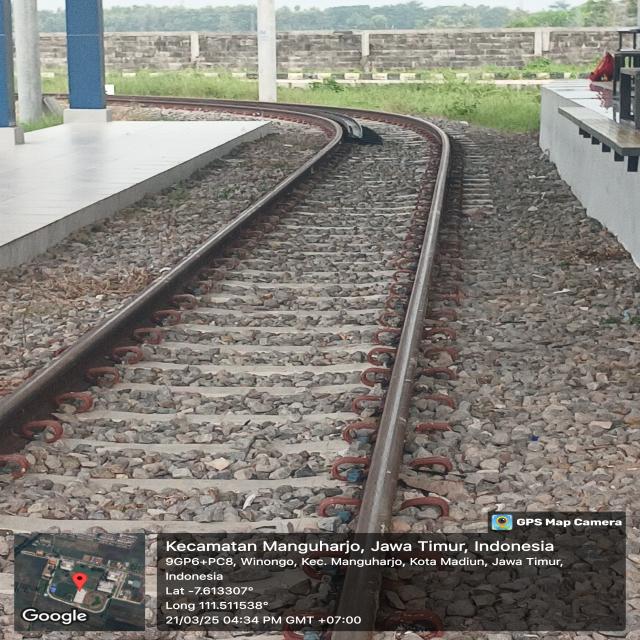 GPS Map Camera
Kecamatan Manguharjo, Jawa Timur, Indonesia
9GP6+PC8, Winongo, Kec. Manguharjo, Kota Madiun, Jawa Timur,
Indonesia
Lat -7.613307°
Long 111.511538°
21/03/25 04:34 PM GMT +07:00
Google